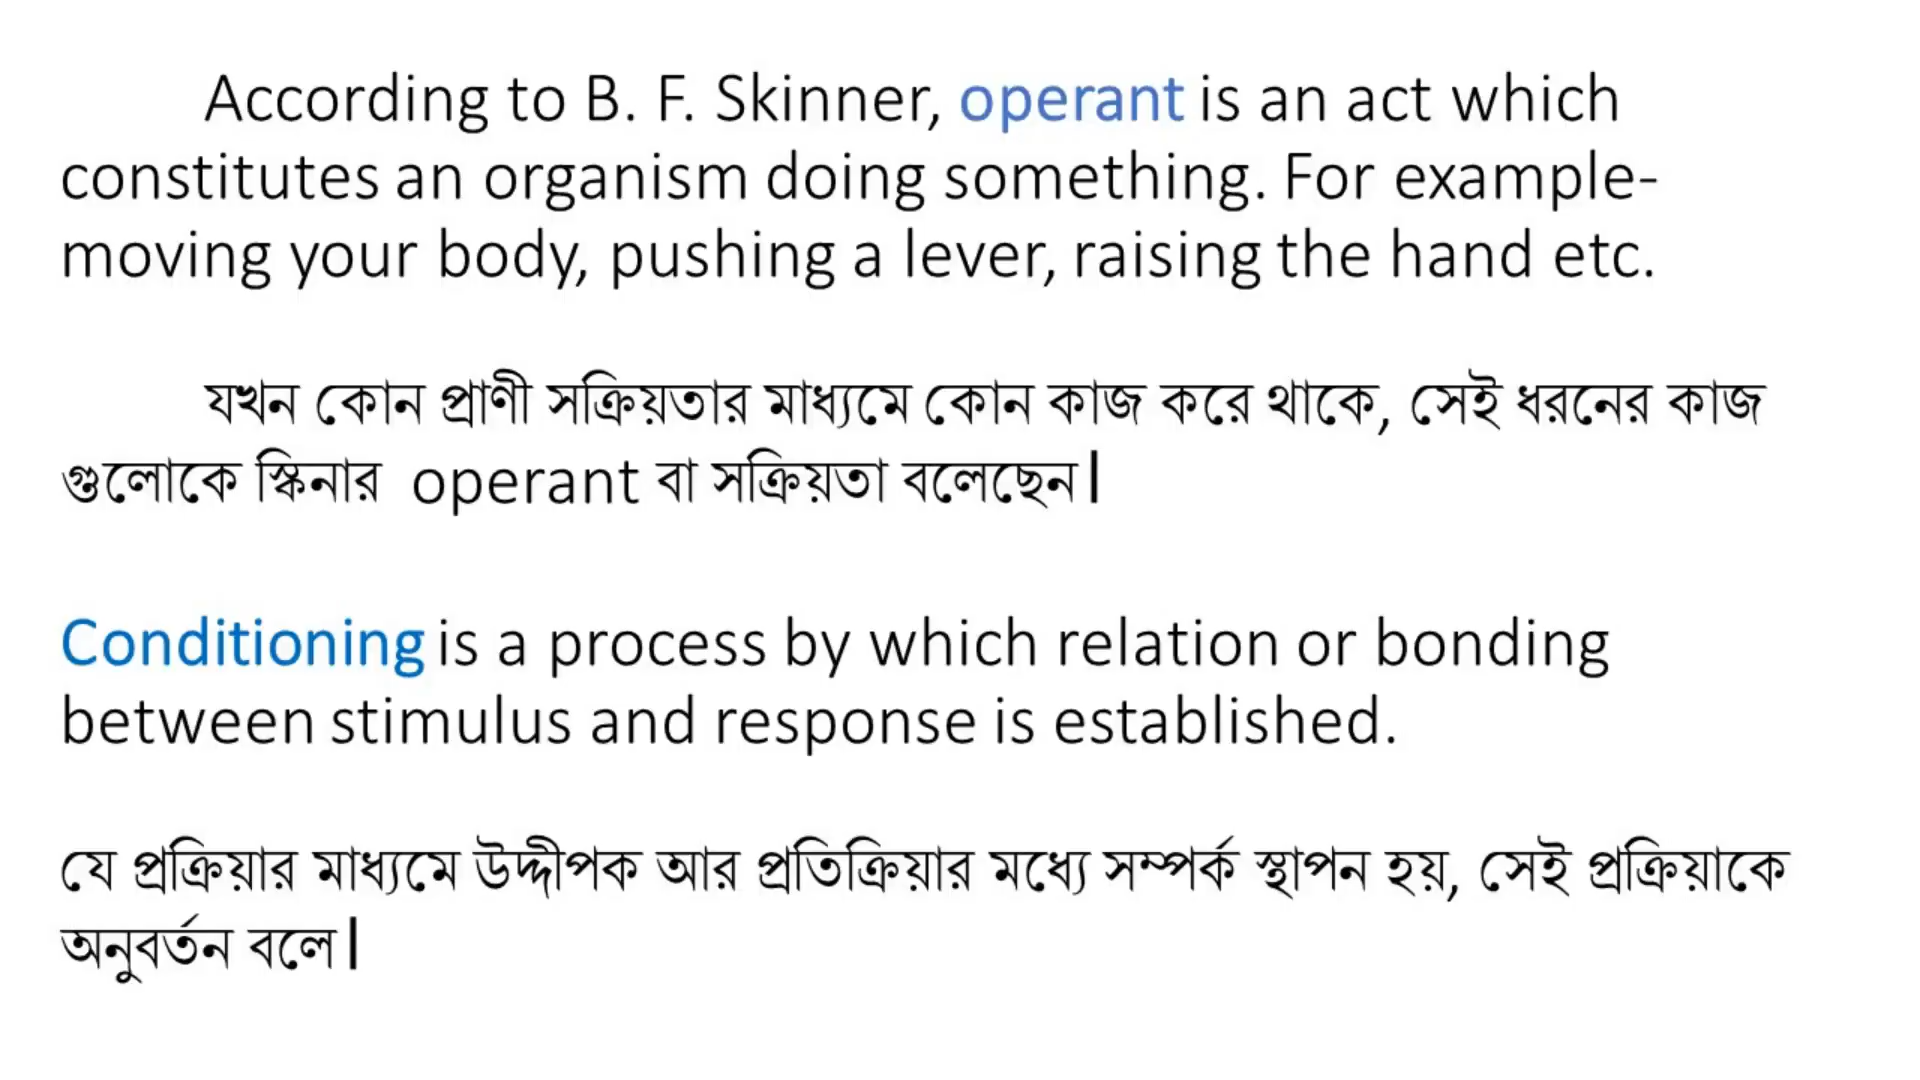 According to B. F. Skinner, operant is an act which
constitutes an organism doing something. For example-
moving your body, pushing a lever, raising the hand etc.
যখন কোন প্রাণী সক্রিয়তার মাধ্যমে কোন কাজ করে থাকে, সেই ধরনের কাজ
গুলোকে স্কিনার operant বা সক্রিয়তা বলেছেন।
Conditioning is a process by which relation or bonding
between stimulus and response is established.
যে প্রক্রিয়ার মাধ্যমে উদ্দীপক আর প্রতিক্রিয়ার মধ্যে সম্পর্ক স্থাপন হয়, সেই প্রক্রিয়াকে
অনুবর্তন বলে।